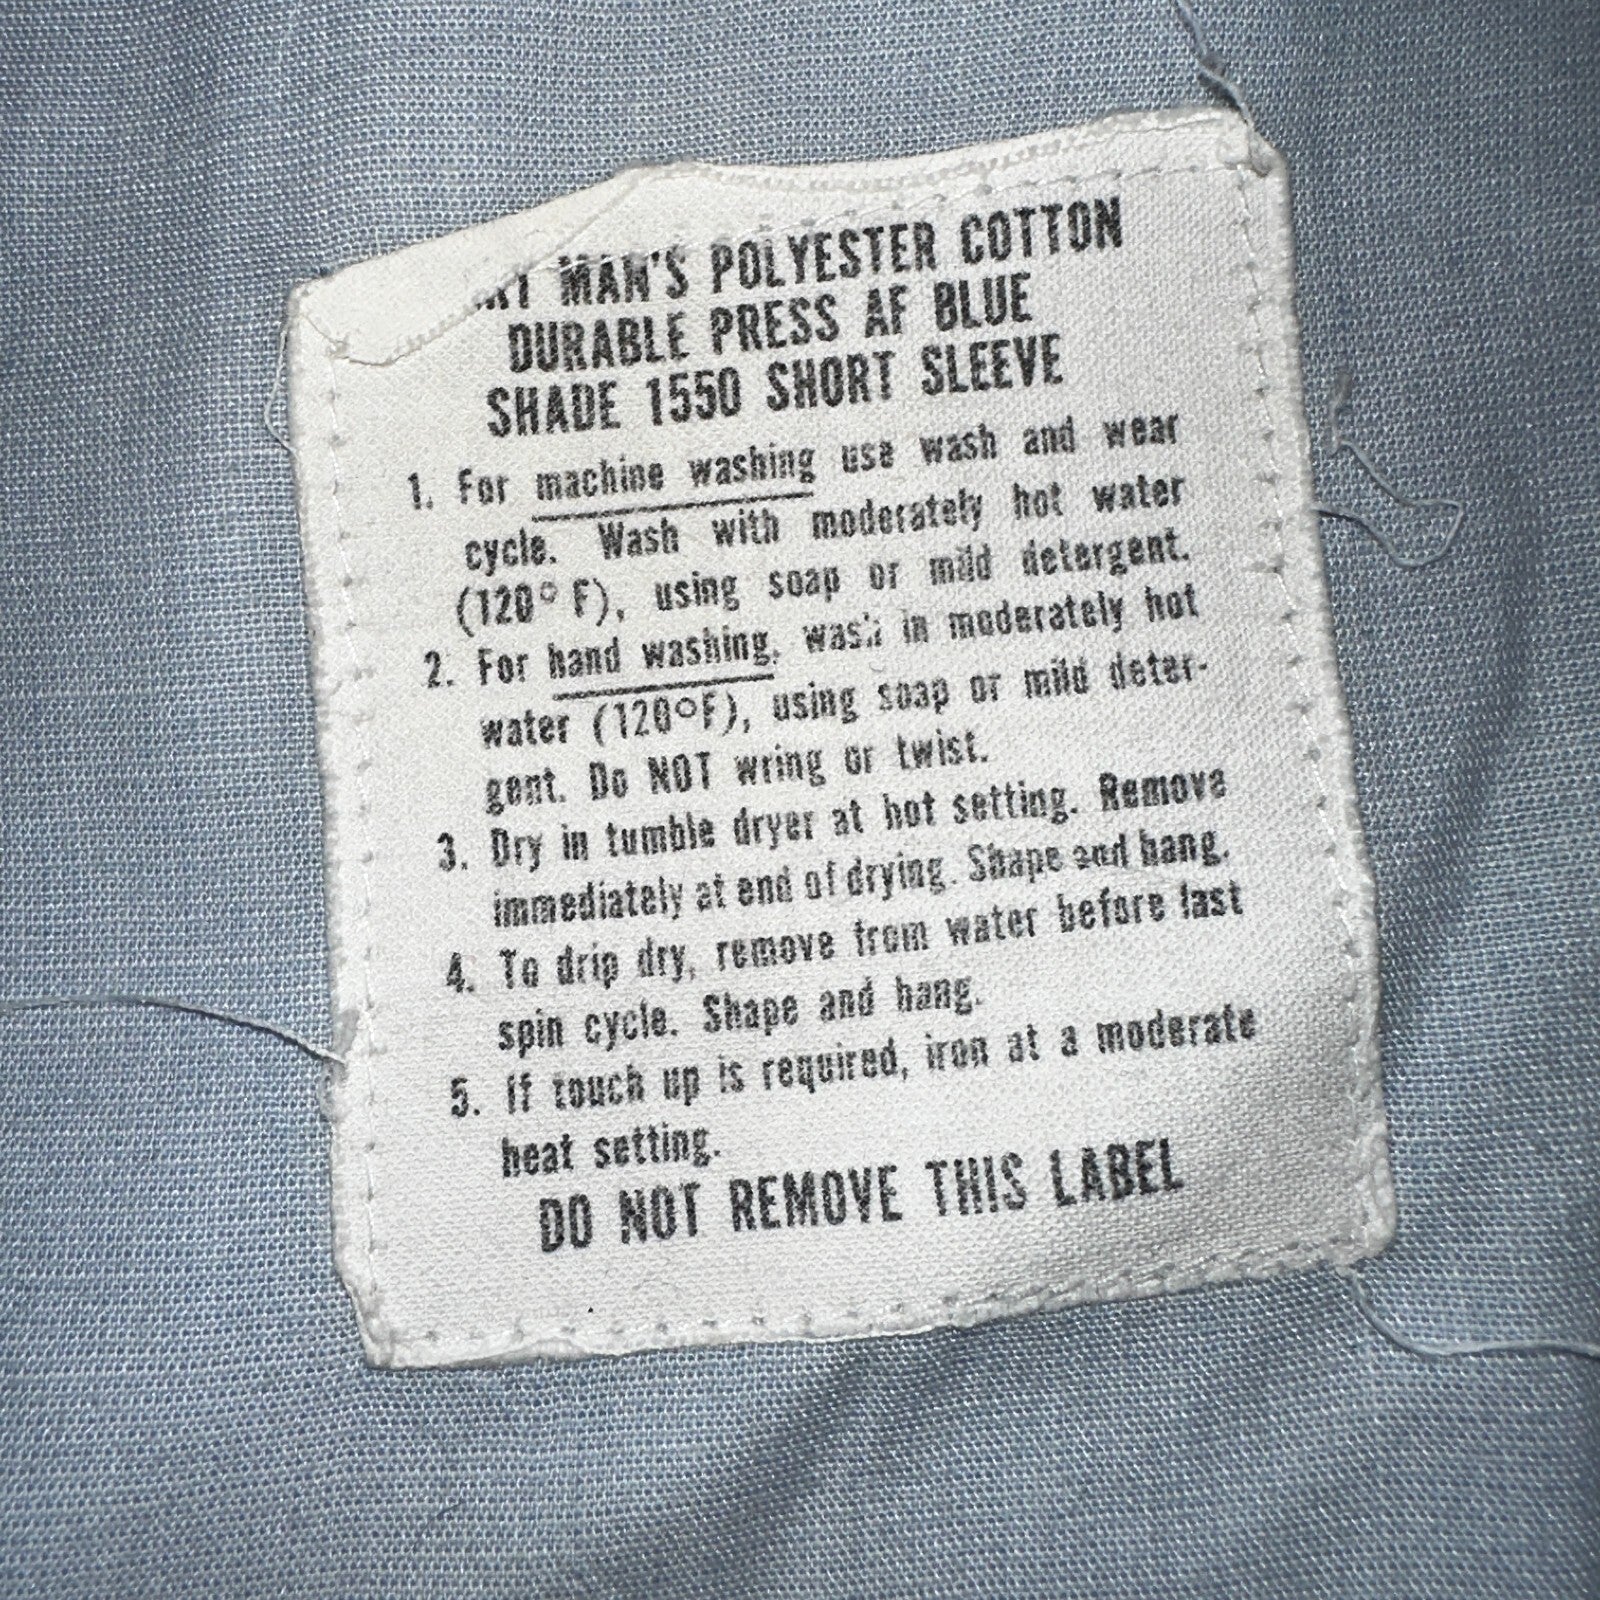 MAN'S POLYESTER COTTON
DURABLE PRESS AF BLUE
SHADE 1550 SHORT SLEEVE
1. For machine washing use wash and wear
cycle. Wash with moderately hot water
(120° F), using soap or mild detergent.
2. For hand washing, wash in moderately hot
water (120°F), using soap or mild deter-
gent. Do NOT wring or twist.
3. Dry in tumble dryer at hot setting. Remove
immediately at end of drying. Shape and hang.
4. To drip dry, remove from water before last
spin cycle. Shape and hang.
5. If touch up is required, iron at a moderate
heat setting.
DO NOT REMOVE THIS LABEL